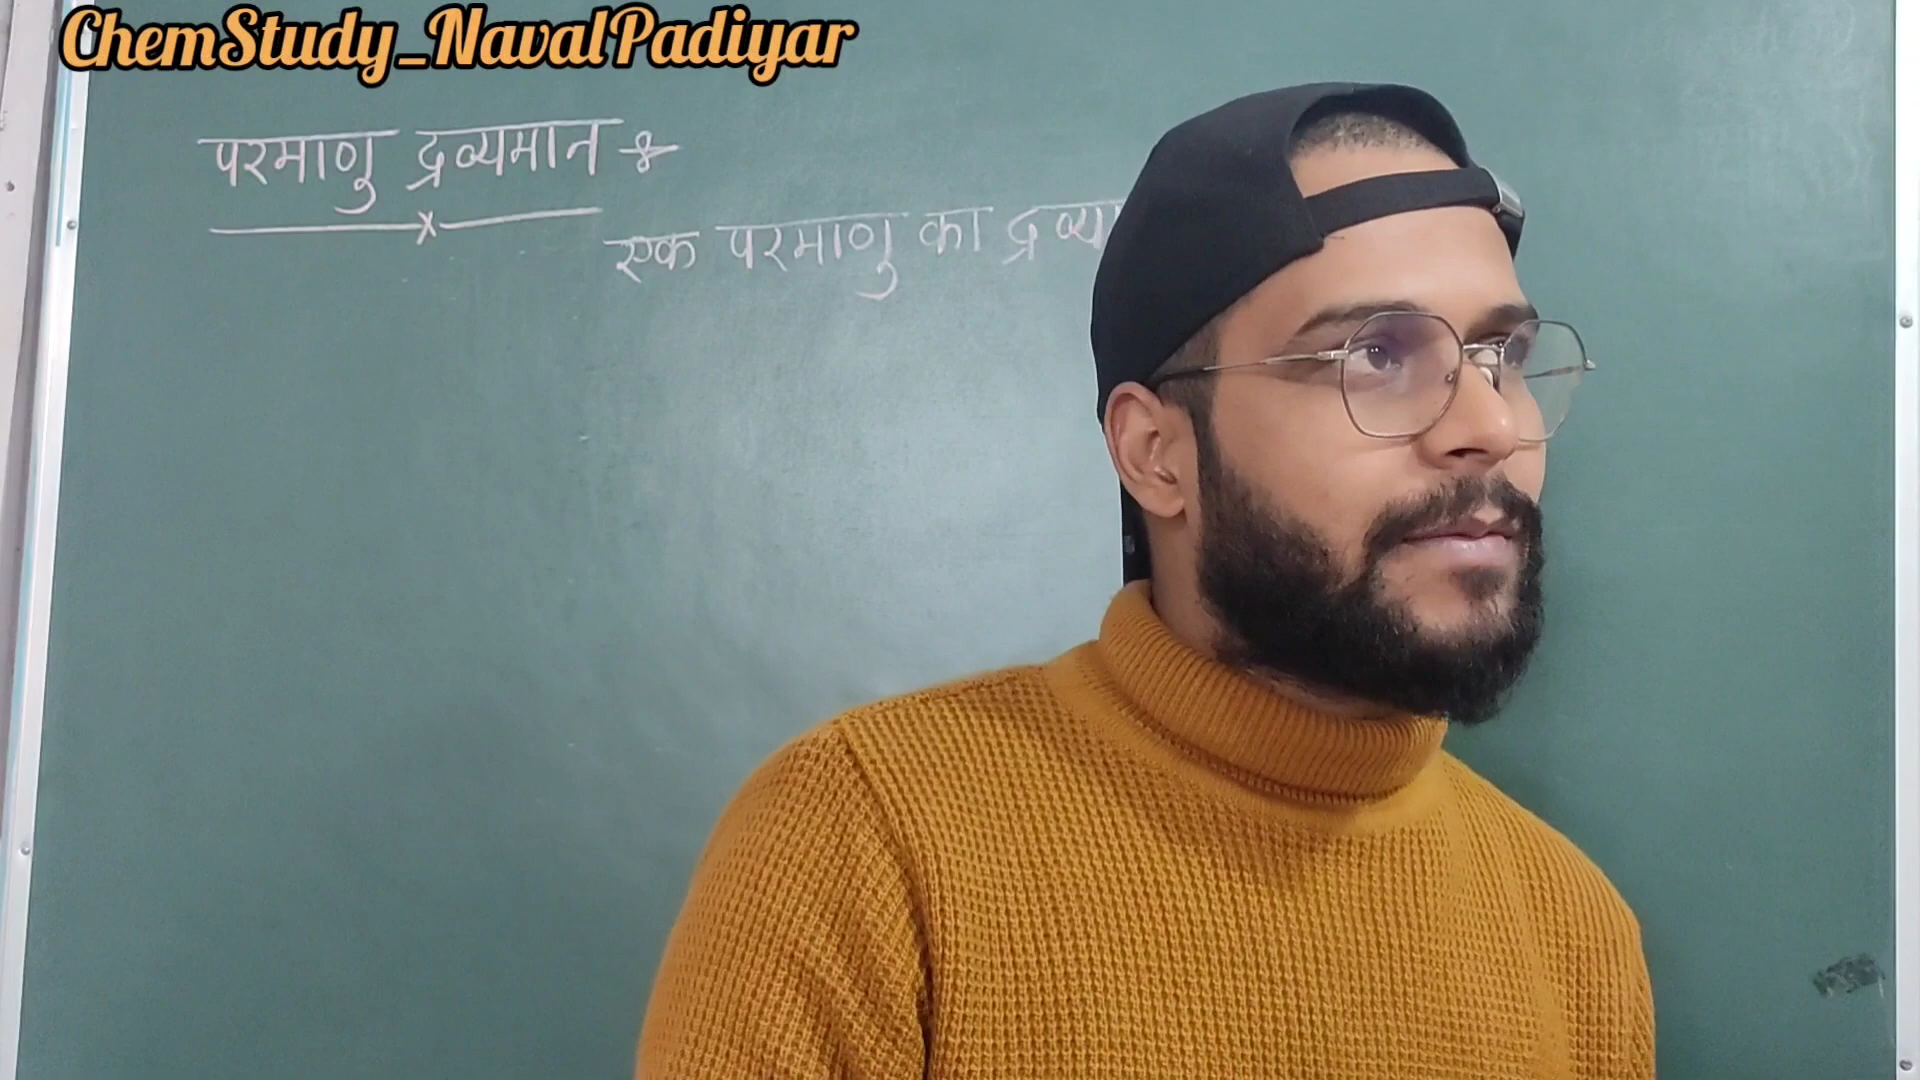 ChemStudy_NavalPadiyar
परमाणु द्रव्यमान :→
एक परमाणु का